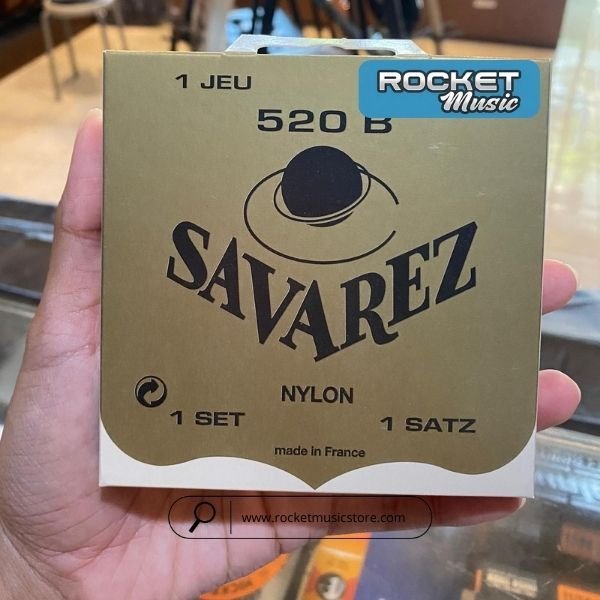 1 JEU
ROCKET
Music
520 B
SAVAREZ
NYLON
1 SET
1 SATZ
made in France
www.rocketmusicstore.com